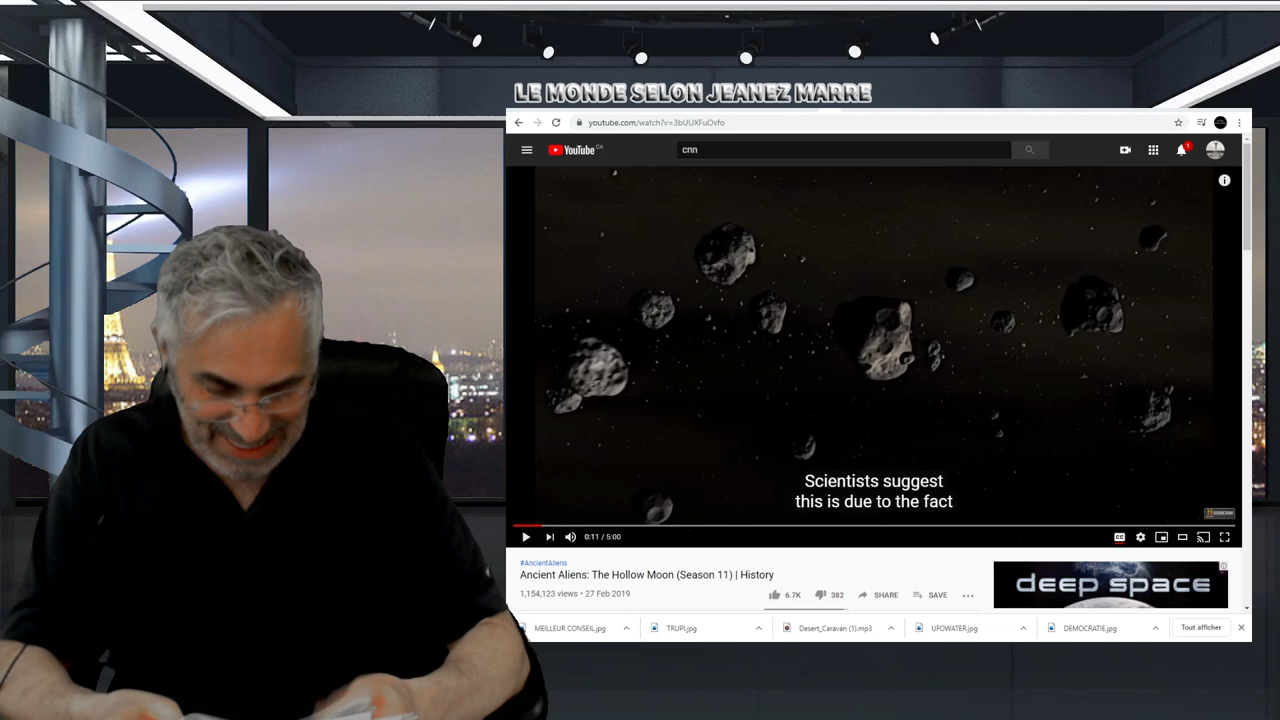 LE MONDE SELON JEANEZ MARRE
youtube.com/watch?v=3bUUXFuOvfo
YouTube CA
cnn
1
Scientists suggest
this is due to the fact
0:11 / 5:00
#AncientAliens
Ancient Aliens: The Hollow Moon (Season 11) | History
1,154,123 views • 27 Feb 2019
6.7K
382
SHARE
SAVE
deep space
MEILLEUR CONSEIL.jpg
TRUPI.jpg
Desert_Caravan (1).mp3
UFOWATER.jpg
DEMOCRATIE.jpg
Tout afficher